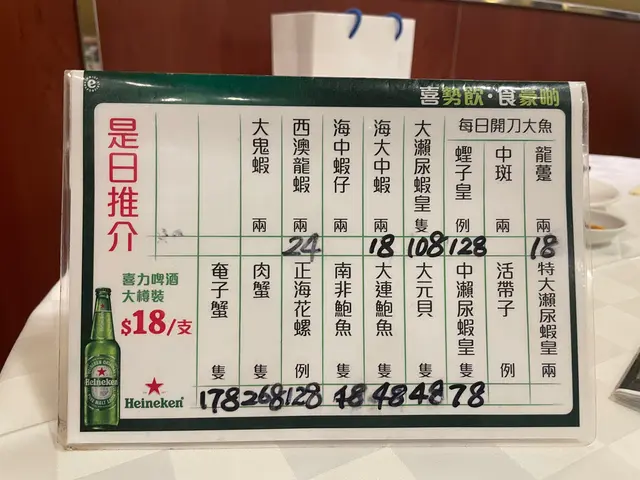 喜勢飲·食豪啲
是日推介
每日開刀大魚
龍躉 兩 18
中斑 兩
蟶子皇 例 128
大瀨尿蝦皇 隻 108
海大中蝦 兩 18
海中蝦仔 兩
西澳龍蝦 兩 24
大鬼蝦 兩
特大瀨尿蝦皇 兩
活帶子 例
中瀨尿蝦皇 隻 78
大元貝 隻 48
大連鮑魚 隻 48
南非鮑魚 隻 48
正海花螺 例 128
肉蟹 隻 268
奄子蟹 隻 178
喜力啤酒
大樽裝
$18/支
Heineken
Heineken